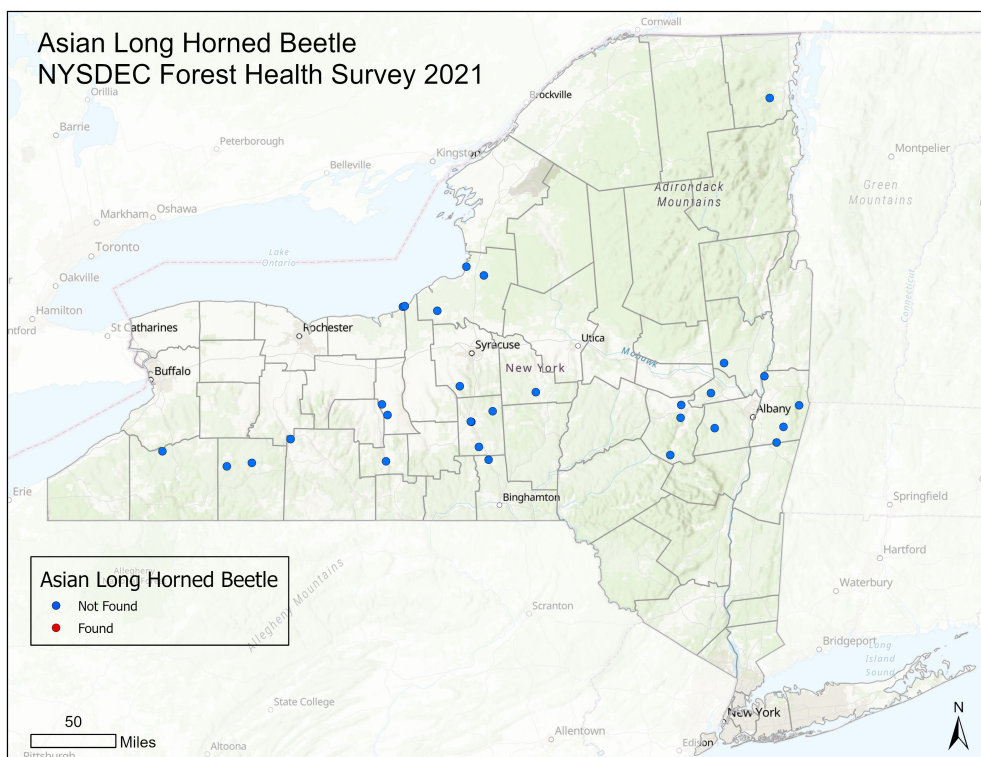 Asian Long Horned Beetle
NYSDEC Forest Health Survey 2021
Cornwall
Orillia
Brockville
Barrie
Peterborough
Montpelier
Belleville
Kingston
Adirondack
Mountains
Green
Mountains
Markham
Oshawa
Toronto
Lake
Ontario
Oakville
Connecticut
Hamilton
St Catharines
Rochester
Syracuse
Utica
Mohawk
New York
Buffalo
Albany
Erie
Binghamton
Springfield
Hartford
Allegheny Mountains
Waterbury
Scranton
Bridgeport
Long
Island
Sound
Asian Long Horned Beetle
Not Found
Found
State College
New York
N
50
Miles
Allentown
Edison
Altoona
Pittsburgh